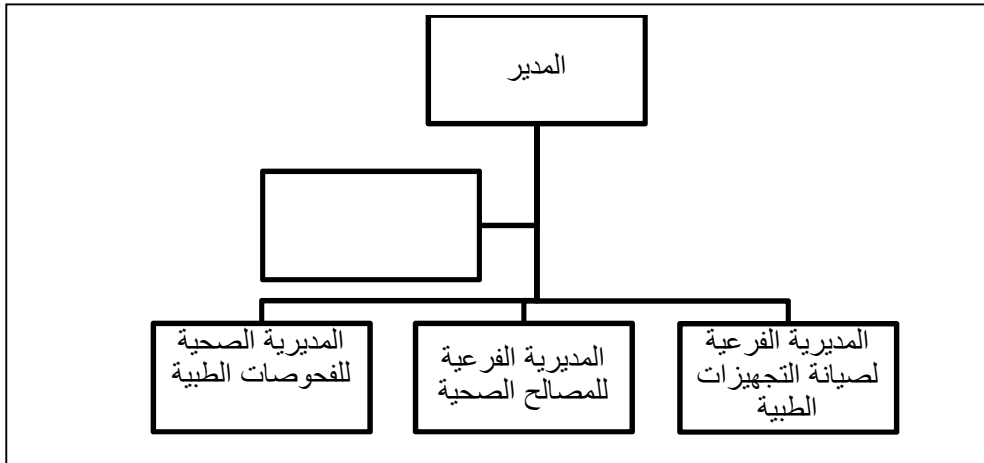 المدير
المديرية الفرعية
لصيانة التجهيزات
الطبية
المديرية الفرعية
للمصالح الصحية
المديرية الصحية
للفحوصات الطبية